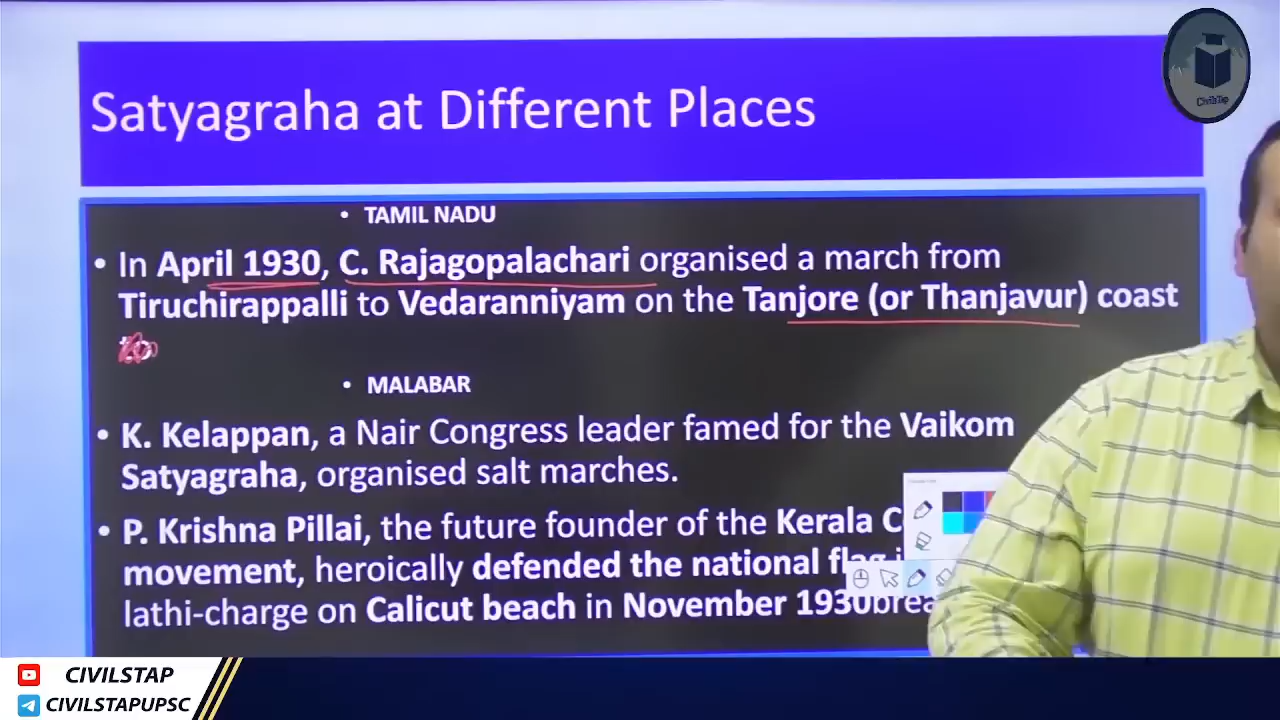 Satyagraha at Different Places
CivilsTap
• TAMIL NADU
• In April 1930, C. Rajagopalachari organised a march from
Tiruchirappalli to Vedaranniyam on the Tanjore (or Thanjavur) coast
• MALABAR
• K. Kelappan, a Nair Congress leader famed for the Vaikom
Satyagraha, organised salt marches.
• P. Krishna Pillai, the future founder of the Kerala
movement, heroically defended the national flag
lathi-charge on Calicut beach in November 1930
CIVILSTAP
CIVILSTAPUPSC